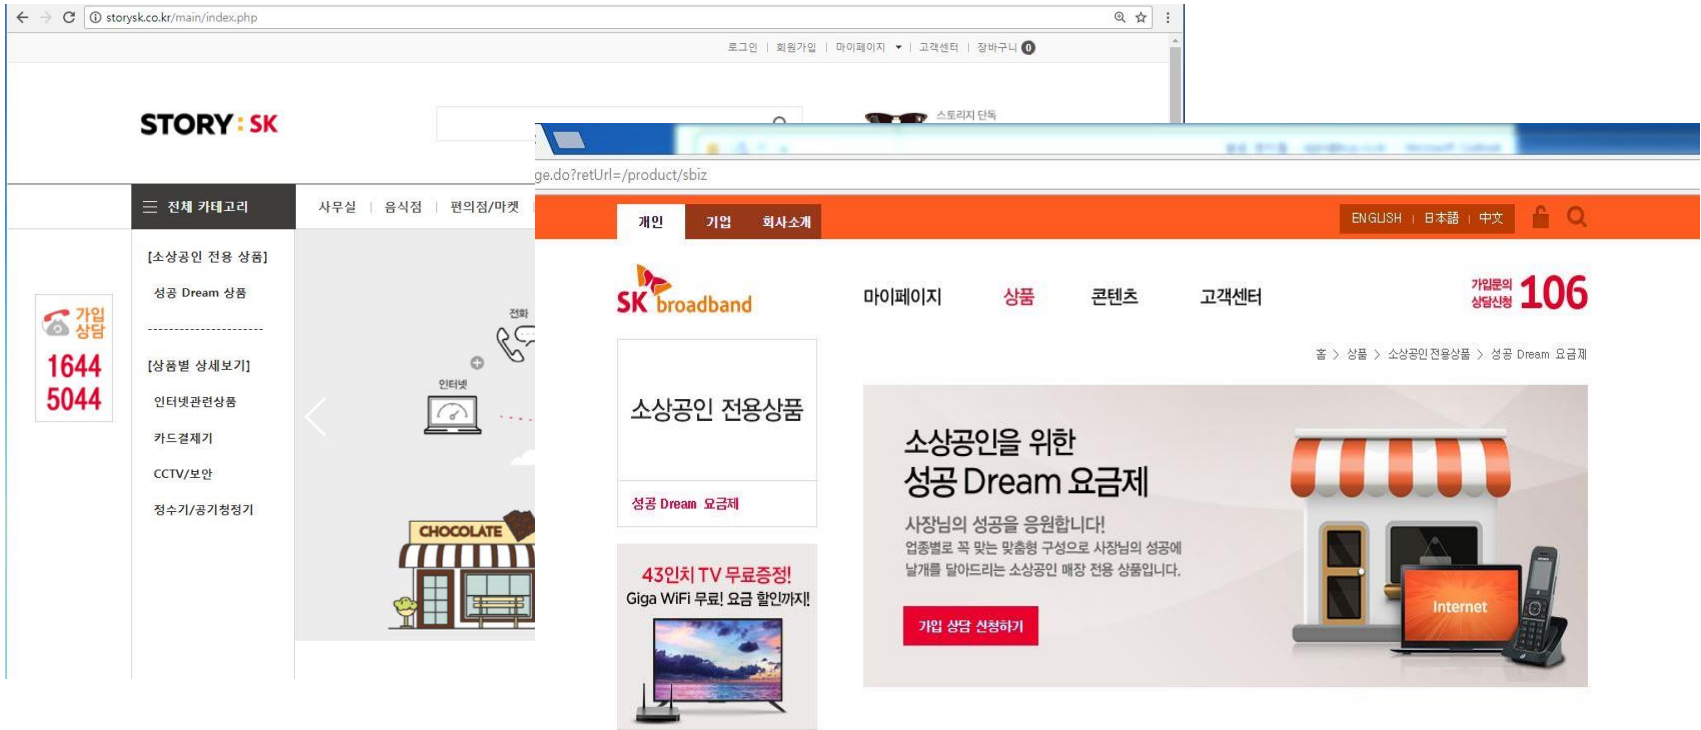 storysk.co.kr/main/index.php
로그인 | 회원가입 | 마이페이지 | 고객센터 | 장바구니 0
STORY : SK
스토리지 단독
전체 카테고리
사무실 | 음식점 | 편의점/마켓
[소상공인 전용 상품]
성공 Dream 상품
---------------------
[상품별 상세보기]
인터넷관련상품
카드결제기
CCTV/보안
정수기/공기청정기
가입
상담
1644
5044
전화
인터넷
CHOCOLATE
ge.do?retUrl=/product/sbiz
개인 기업 회사소개
ENGLISH | 日本語 | 中文
SK broadband
마이페이지 상품 콘텐츠 고객센터
가입문의
상담신청 106
홈 > 상품 > 소상공인전용상품 > 성공 Dream 요금제
소상공인 전용상품
성공 Dream 요금제
43인치 TV 무료증정!
Giga WiFi 무료! 요금 할인까지!
소상공인을 위한
성공 Dream 요금제
사장님의 성공을 응원합니다!
업종별로 꼭 맞는 맞춤형 구성으로 사장님의 성공에
날개를 달아드리는 소상공인 매장 전용 상품입니다.
가입 상담 신청하기
Internet